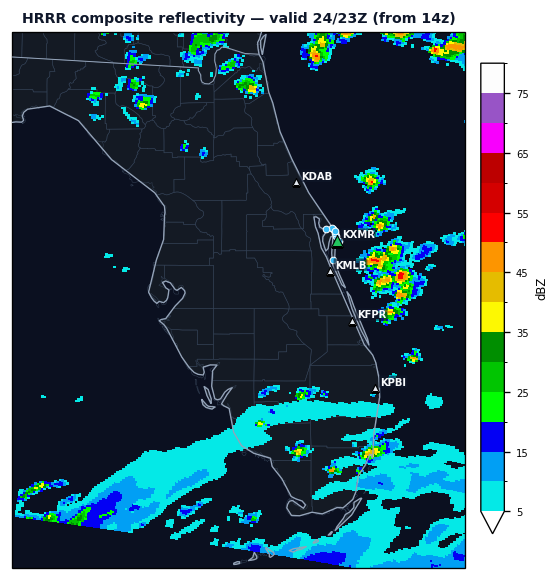 HRRR composite reflectivity — valid 24/23Z (from 14z)
KDAB
KXMR
KMLB
KFPR
KPBI
75
65
55
45
35
25
15
5
dBZ